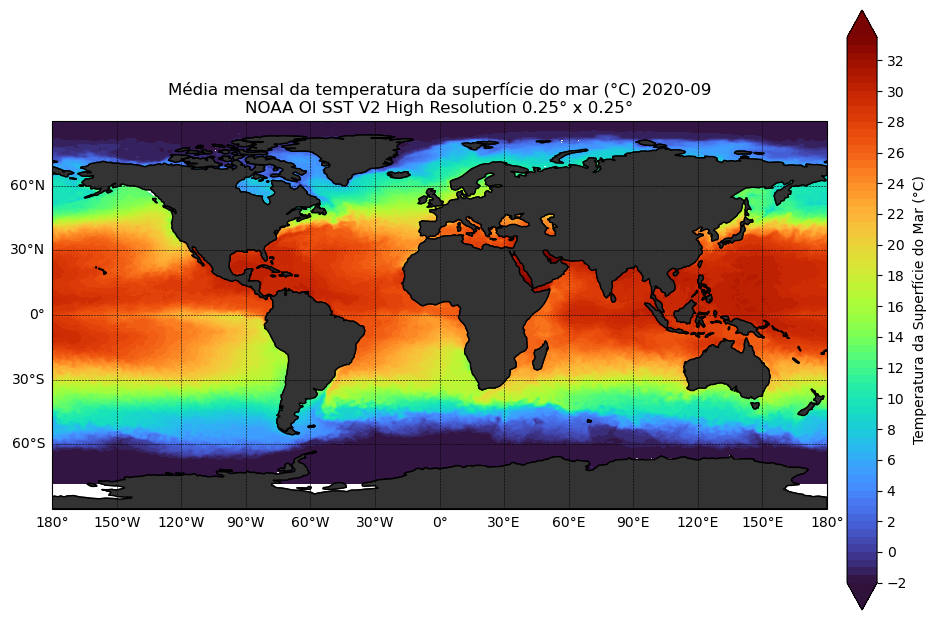 Média mensal da temperatura da superfície do mar (°C) 2020-09
NOAA OI SST V2 High Resolution 0.25° x 0.25°
60°N
30°N
0°
30°S
60°S
180° 150°W 120°W 90°W 60°W 30°W 0° 30°E 60°E 90°E 120°E 150°E 180°
32
30
28
26
24
22
20
18
16
14
12
10
8
6
4
2
0
−2
Temperatura da Superfície do Mar (°C)